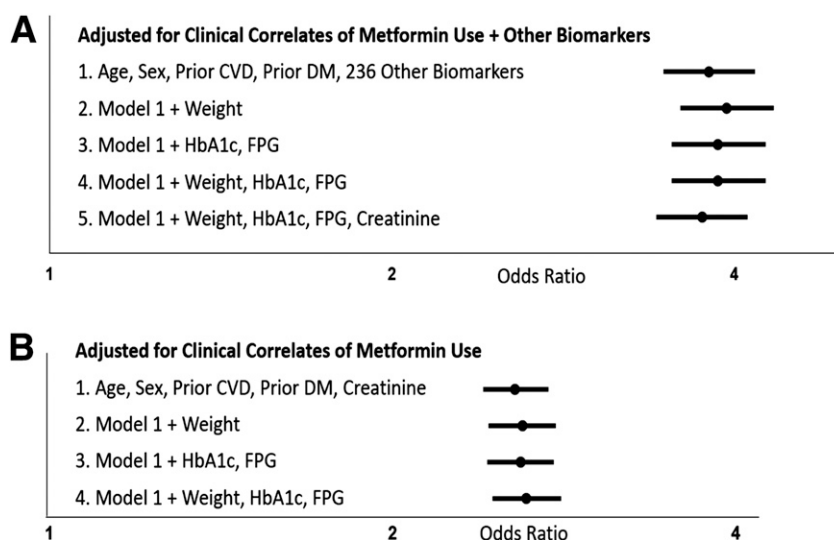 A
Adjusted for Clinical Correlates of Metformin Use + Other Biomarkers
1. Age, Sex, Prior CVD, Prior DM, 236 Other Biomarkers
2. Model 1 + Weight
3. Model 1 + HbA1c, FPG
4. Model 1 + Weight, HbA1c, FPG
5. Model 1 + Weight, HbA1c, FPG, Creatinine
1 2 Odds Ratio 4
B
Adjusted for Clinical Correlates of Metformin Use
1. Age, Sex, Prior CVD, Prior DM, Creatinine
2. Model 1 + Weight
3. Model 1 + HbA1c, FPG
4. Model 1 + Weight, HbA1c, FPG
1 2 Odds Ratio 4